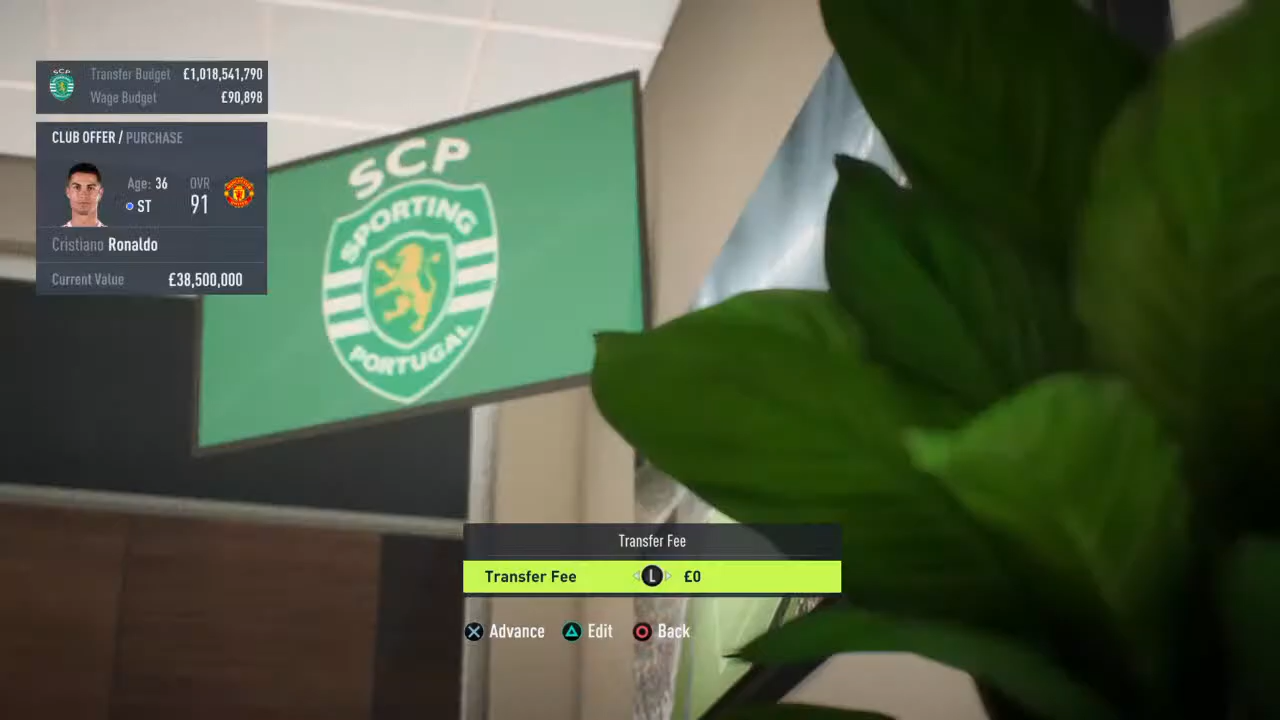 SCP
Transfer Budget £1,018,541,790
Wage Budget £90,898
CLUB OFFER / PURCHASE
Age: 36 OVR
ST 91
Cristiano Ronaldo
Current Value £38,500,000
SCP
SPORTING
PORTUGAL
Transfer Fee
Transfer Fee L £0
Advance Edit Back